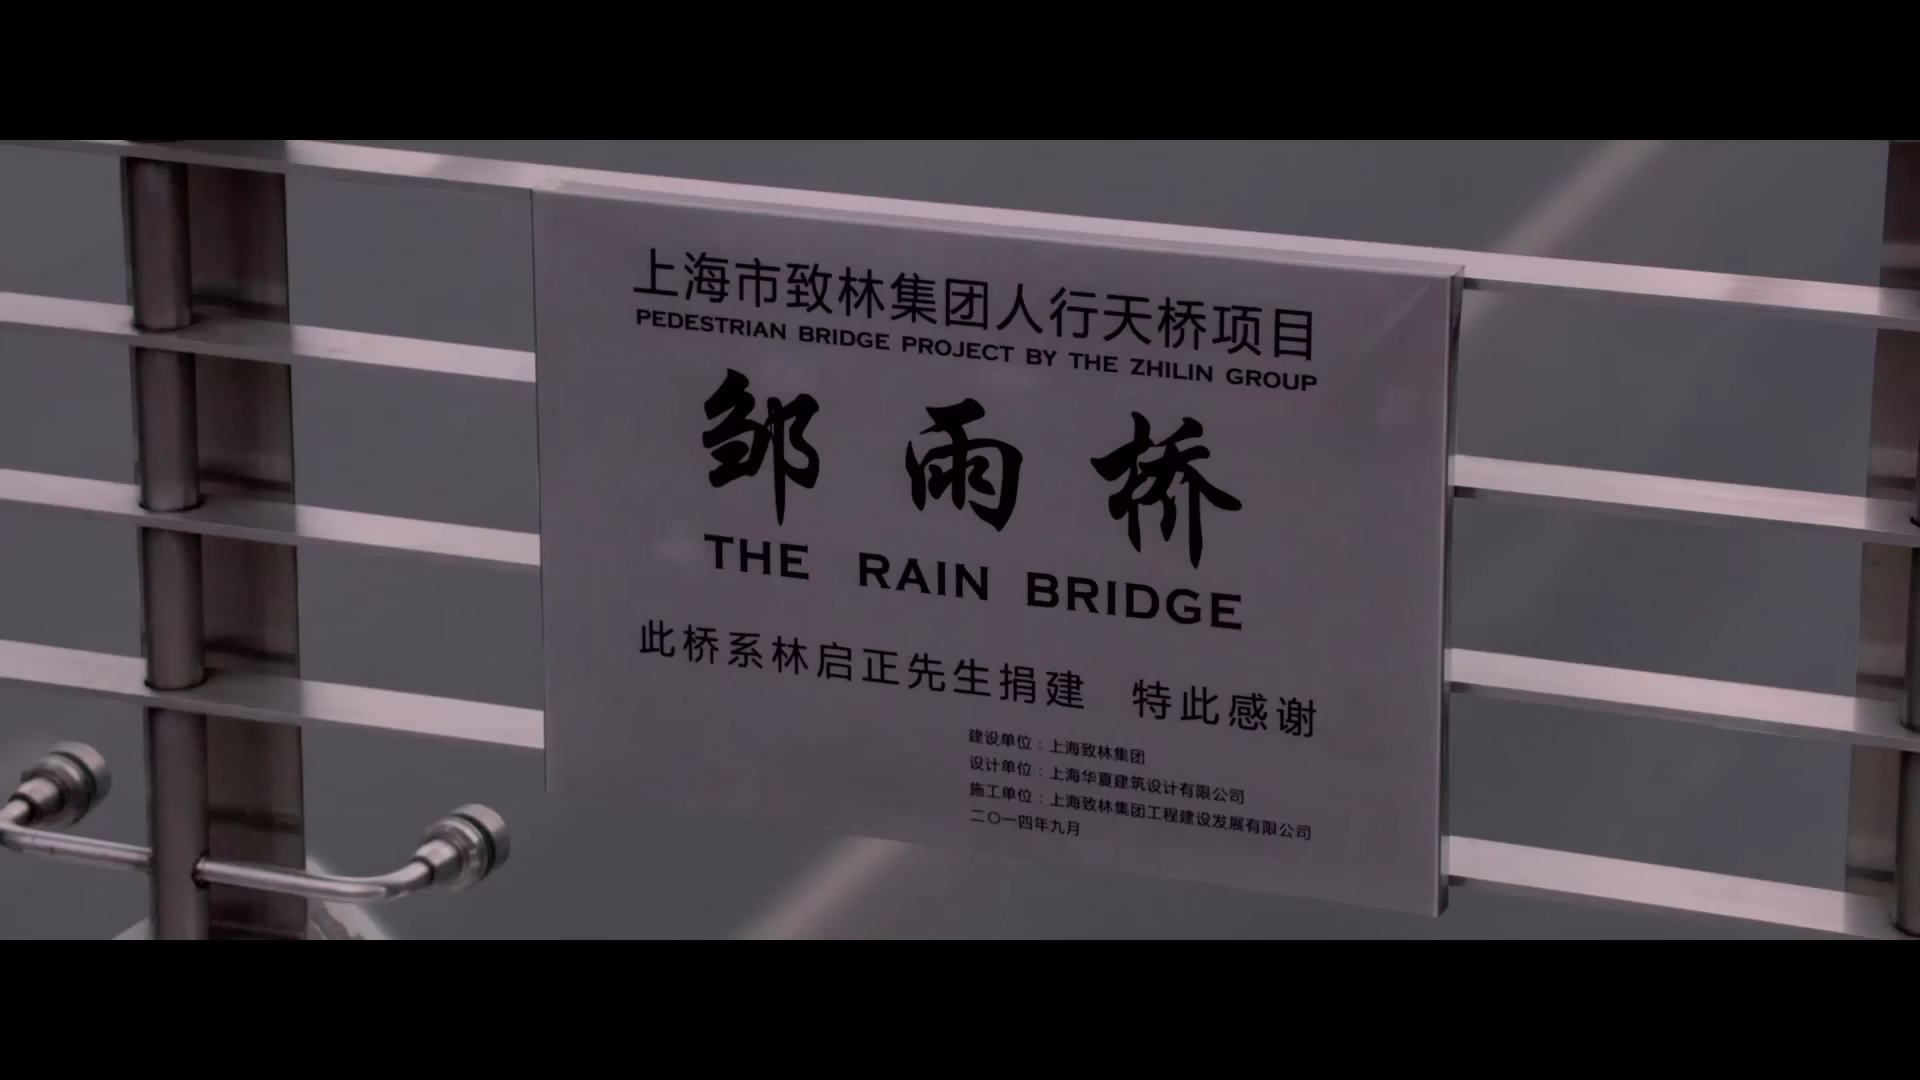 上海市致林集团人行天桥项目
PEDESTRIAN BRIDGE PROJECT BY THE ZHILIN GROUP
邹雨桥
THE RAIN BRIDGE
此桥系林启正先生捐建 特此感谢
建设单位：上海致林集团
设计单位：上海华夏建筑设计有限公司
施工单位：上海致林集团工程建设发展有限公司
二〇一四年九月